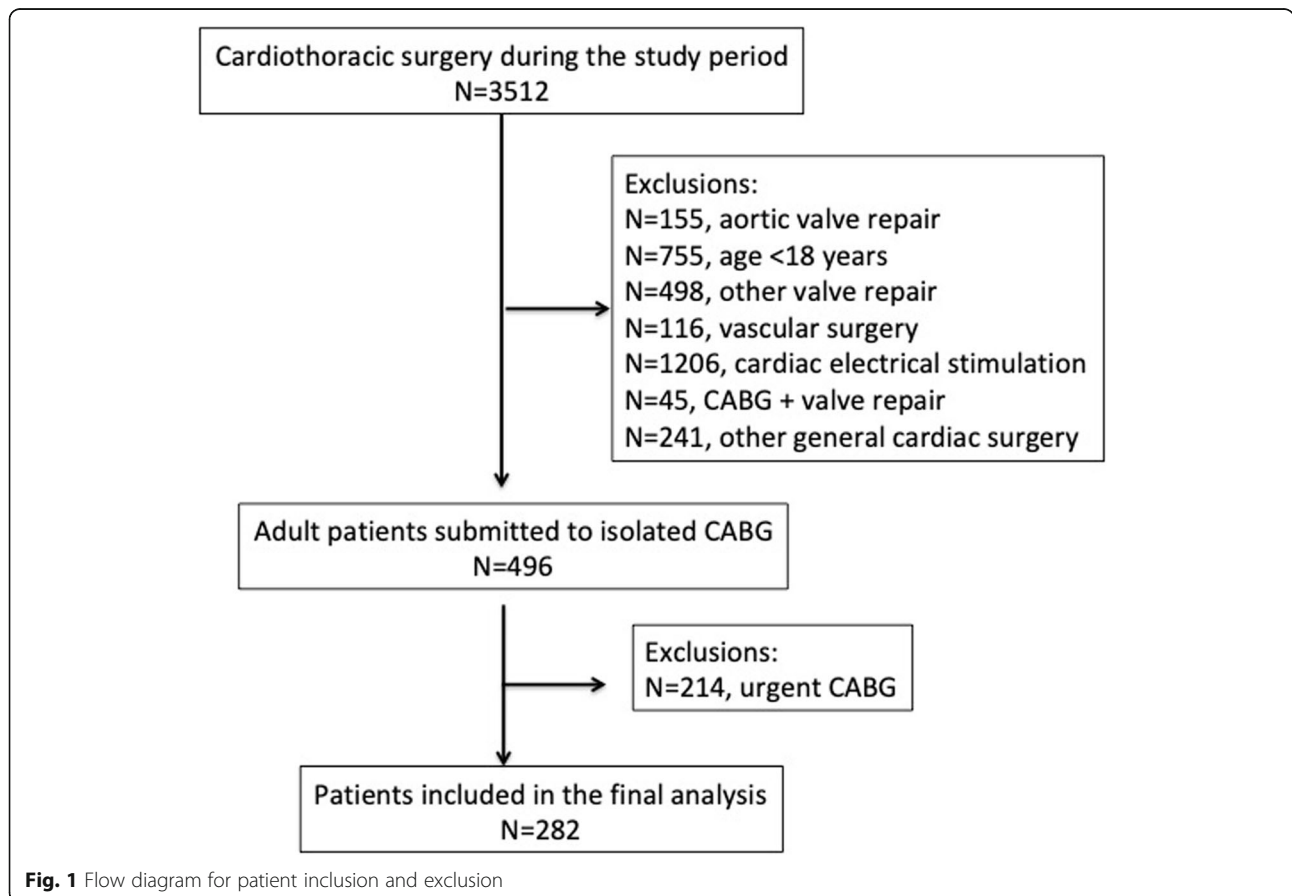 Cardiothoracic surgery during the study period
N=3512
Exclusions:
N=155, aortic valve repair
N=755, age <18 years
N=498, other valve repair
N=116, vascular surgery
N=1206, cardiac electrical stimulation
N=45, CABG + valve repair
N=241, other general cardiac surgery
Adult patients submitted to isolated CABG
N=496
Exclusions:
N=214, urgent CABG
Patients included in the final analysis
N=282
Fig. 1 Flow diagram for patient inclusion and exclusion